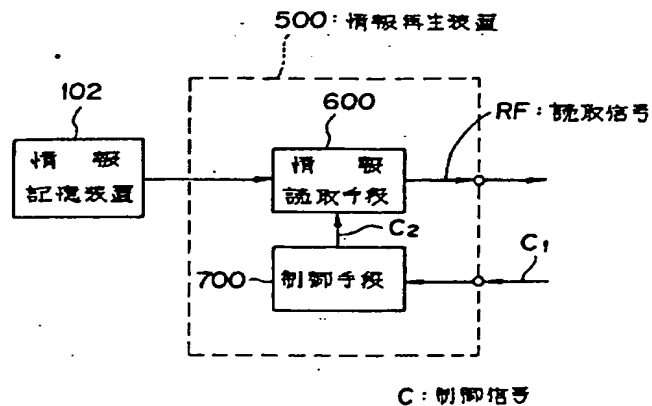 500:情報再生装置
102
600
RF:読取信号
情報
記憶装置
情報
読取手段
C2
C1
700
制御手段
C:制御信号